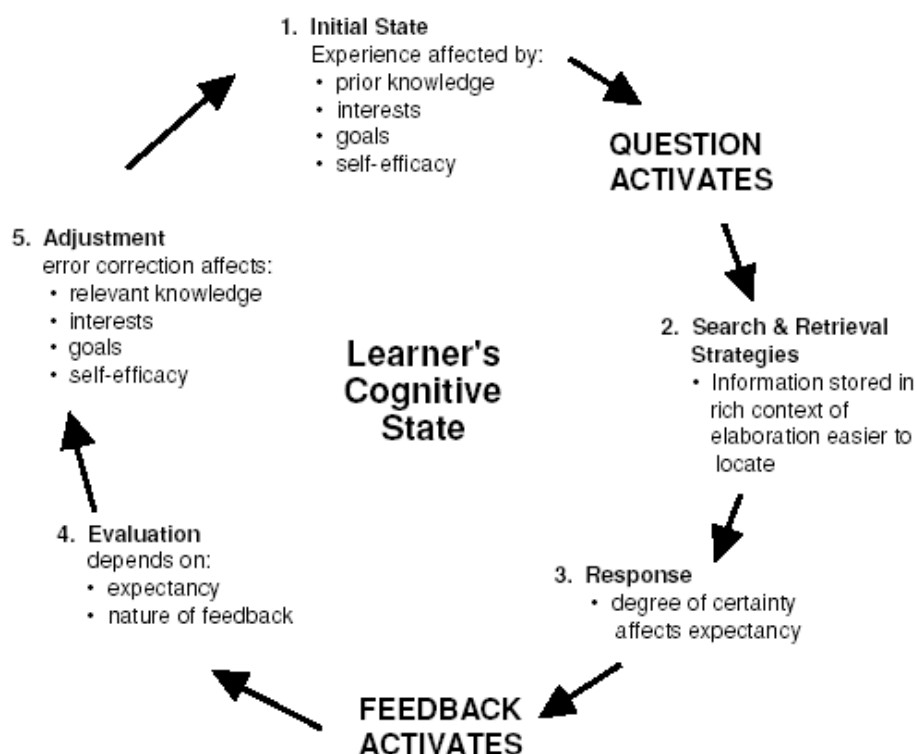 1. Initial State
Experience affected by:
• prior knowledge
• interests
• goals
• self-efficacy
QUESTION
ACTIVATES
2. Search & Retrieval
Strategies
• Information stored in
rich context of
elaboration easier to
locate
3. Response
• degree of certainty
affects expectancy
FEEDBACK
ACTIVATES
4. Evaluation
depends on:
• expectancy
• nature of feedback
5. Adjustment
error correction affects:
• relevant knowledge
• interests
• goals
• self-efficacy
Learner's
Cognitive
State